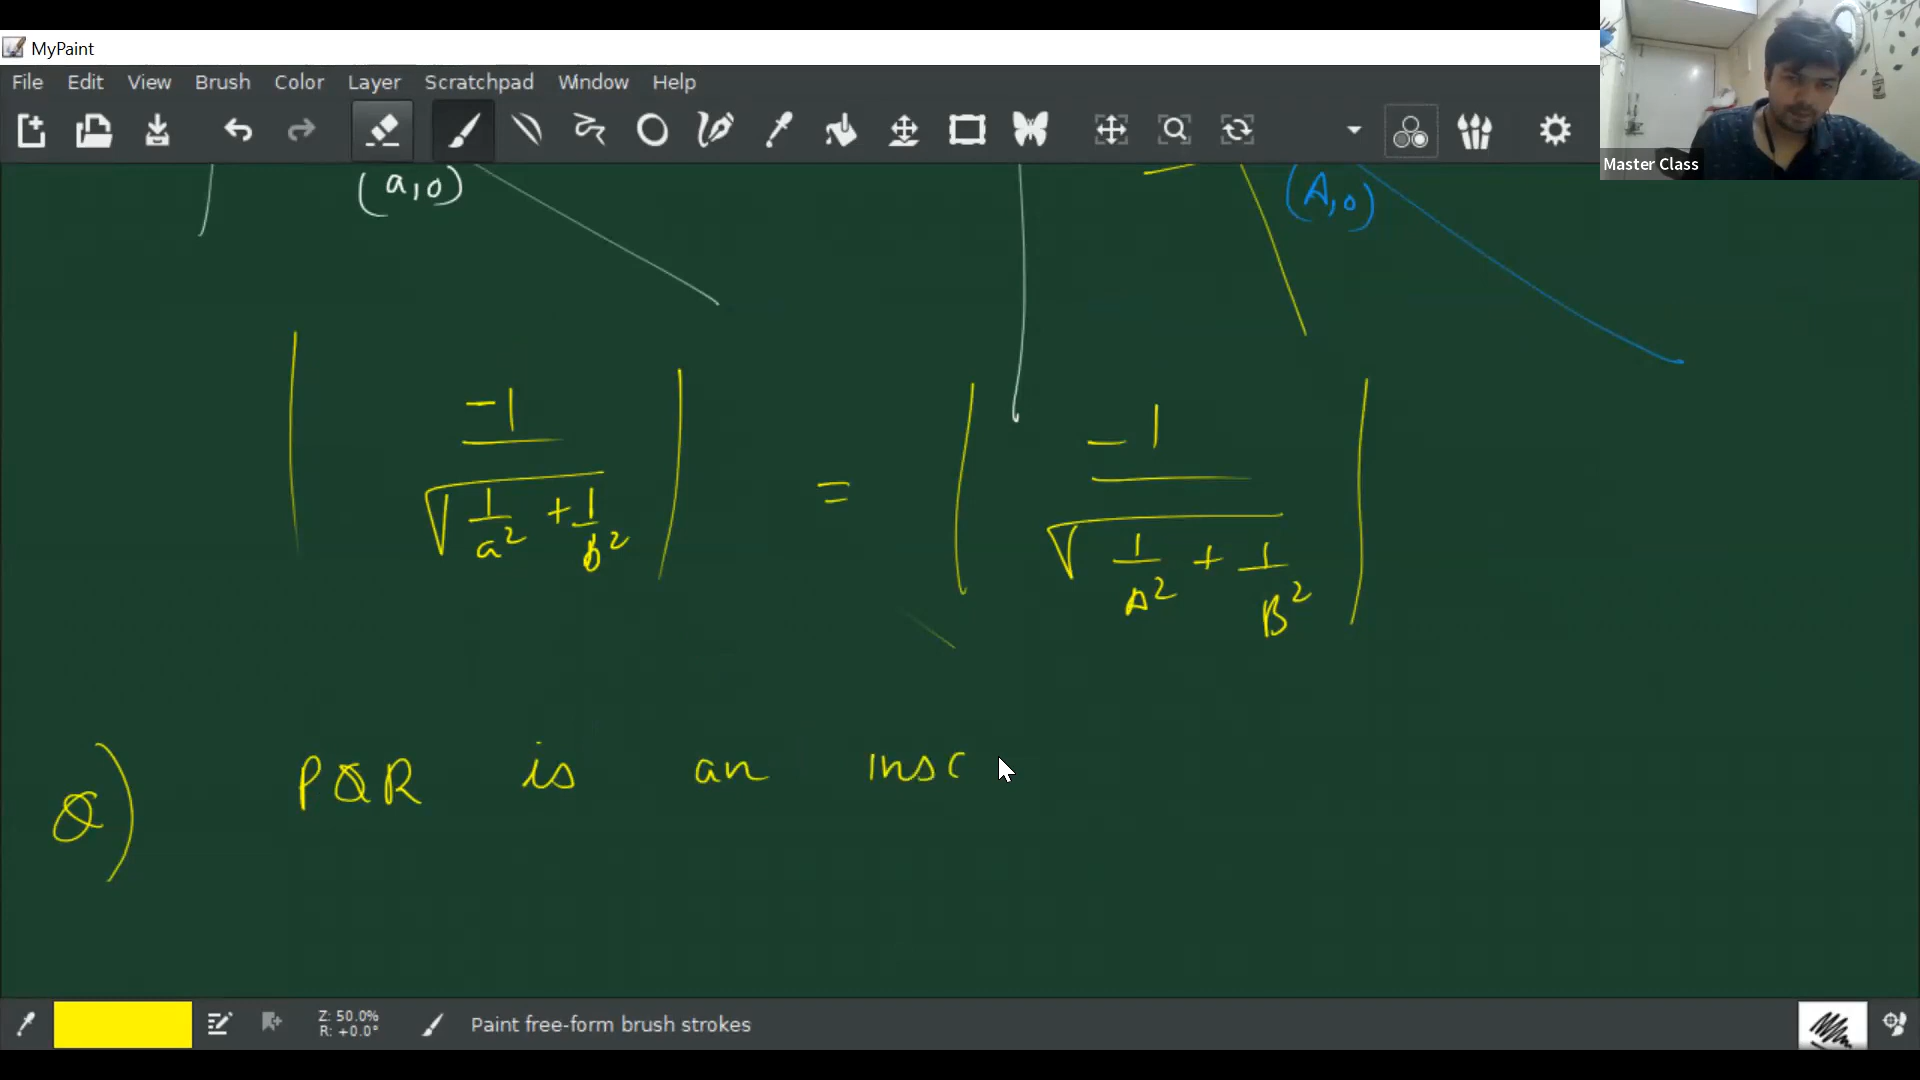 MyPaint
File Edit View Brush Color Layer Scratchpad Window Help
Master Class
(a,0)
(A,0)
| -1 / √(1/a² + 1/b²) | = | -1 / √(1/A² + 1/B²) |
Q) PQR is an insc
Z: 50.0%
R: +0.0°
Paint free-form brush strokes